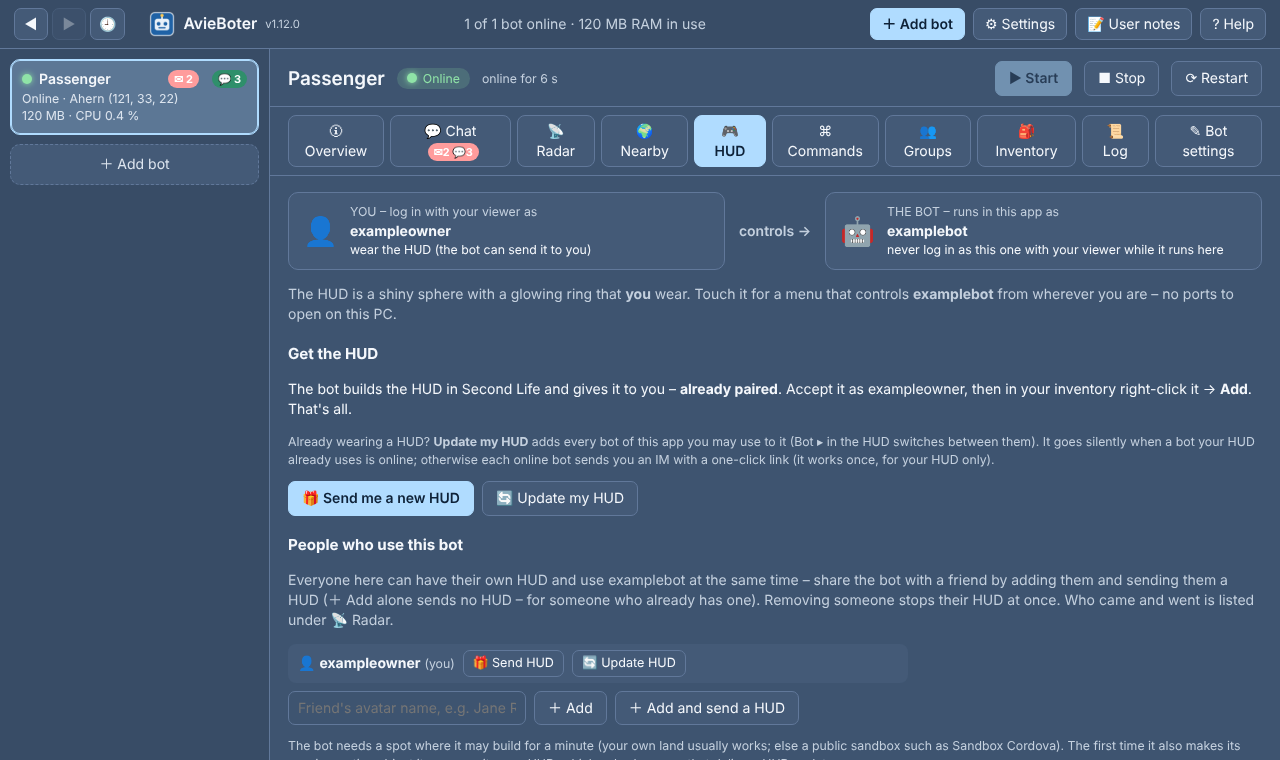 AvieBoter v1.12.0
1 of 1 bot online · 120 MB RAM in use
＋ Add bot
⚙ Settings
📝 User notes
? Help
Passenger ✉ 2 💬 3
Online · Ahern (121, 33, 22)
120 MB · CPU 0.4 %
＋ Add bot
Passenger
Online
online for 6 s
▶ Start
■ Stop
⟳ Restart
Overview
💬 Chat
✉2 💬3
Radar
Nearby
HUD
⌘
Commands
Groups
Inventory
Log
✎ Bot
settings
YOU – log in with your viewer as
exampleowner
wear the HUD (the bot can send it to you)
controls →
THE BOT – runs in this app as
examplebot
never log in as this one with your viewer while it runs here
The HUD is a shiny sphere with a glowing ring that you wear. Touch it for a menu that controls examplebot from wherever you are – no ports to
open on this PC.
Get the HUD
The bot builds the HUD in Second Life and gives it to you – already paired. Accept it as exampleowner, then in your inventory right-click it → Add.
That's all.
Already wearing a HUD? Update my HUD adds every bot of this app you may use to it (Bot ▸ in the HUD switches between them). It goes silently when a bot your HUD
already uses is online; otherwise each online bot sends you an IM with a one-click link (it works once, for your HUD only).
🎁 Send me a new HUD
🔄 Update my HUD
People who use this bot
Everyone here can have their own HUD and use examplebot at the same time – share the bot with a friend by adding them and sending them a
HUD (＋ Add alone sends no HUD – for someone who already has one). Removing someone stops their HUD at once. Who came and went is listed
under 📡 Radar.
👤 exampleowner (you)
🎁 Send HUD
🔄 Update HUD
Friend's avatar name, e.g. Jane
＋ Add
＋ Add and send a HUD
The bot needs a spot where it may build for a minute (your own land usually works; else a public sandbox such as Sandbox Cordova). The first time it also makes its